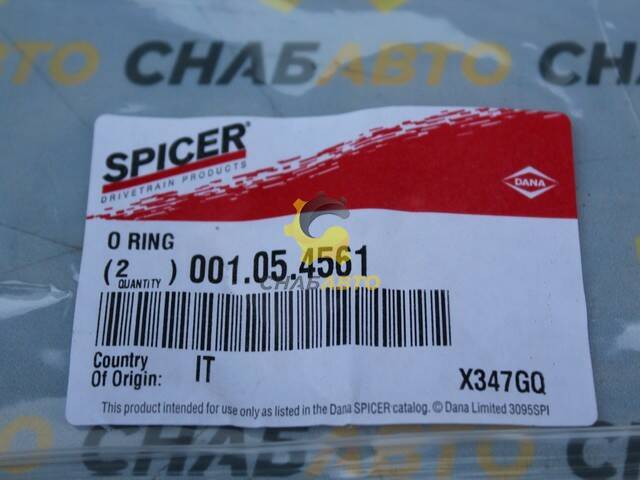 СНАБАВТО
АВТО
SPICER®
DRIVETRAIN PRODUCTS
DANA
O RING
(2) 001.05.4561
QUANTITY
СНАБАВТО
Country
Of Origin: IT
X347GQ
This product intended for use only as listed in the Dana SPICER catalog. © Dana Limited 3095SPI
СНАБАВТО